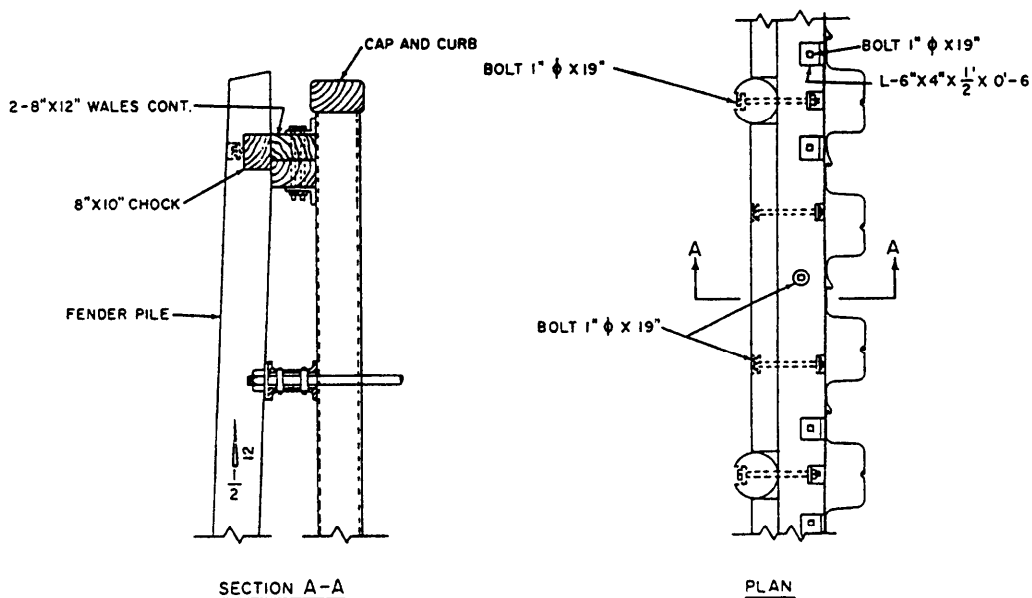 CAP AND CURB
2-8"X12" WALES CONT.
8"X10" CHOCK
FENDER PILE
12
1/2
SECTION A-A
BOLT 1" ϕ X19"
BOLT 1" ϕ X19"
L-6"X4"X 1/2' X 0'-6
A
A
BOLT 1" ϕ X 19"
PLAN